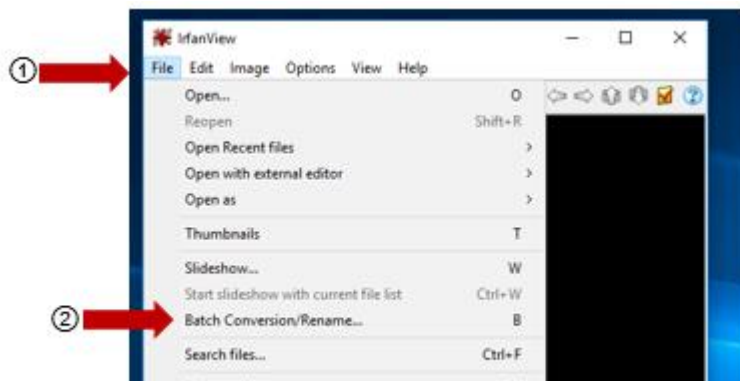 IrfanView
① File Edit Image Options View Help
Open... O
Reopen Shift+R
Open Recent files
Open with external editor
Open as
Thumbnails T
Slideshow... W
Start slideshow with current file list Ctrl+W
② Batch Conversion/Rename... B
Search files... Ctrl+F